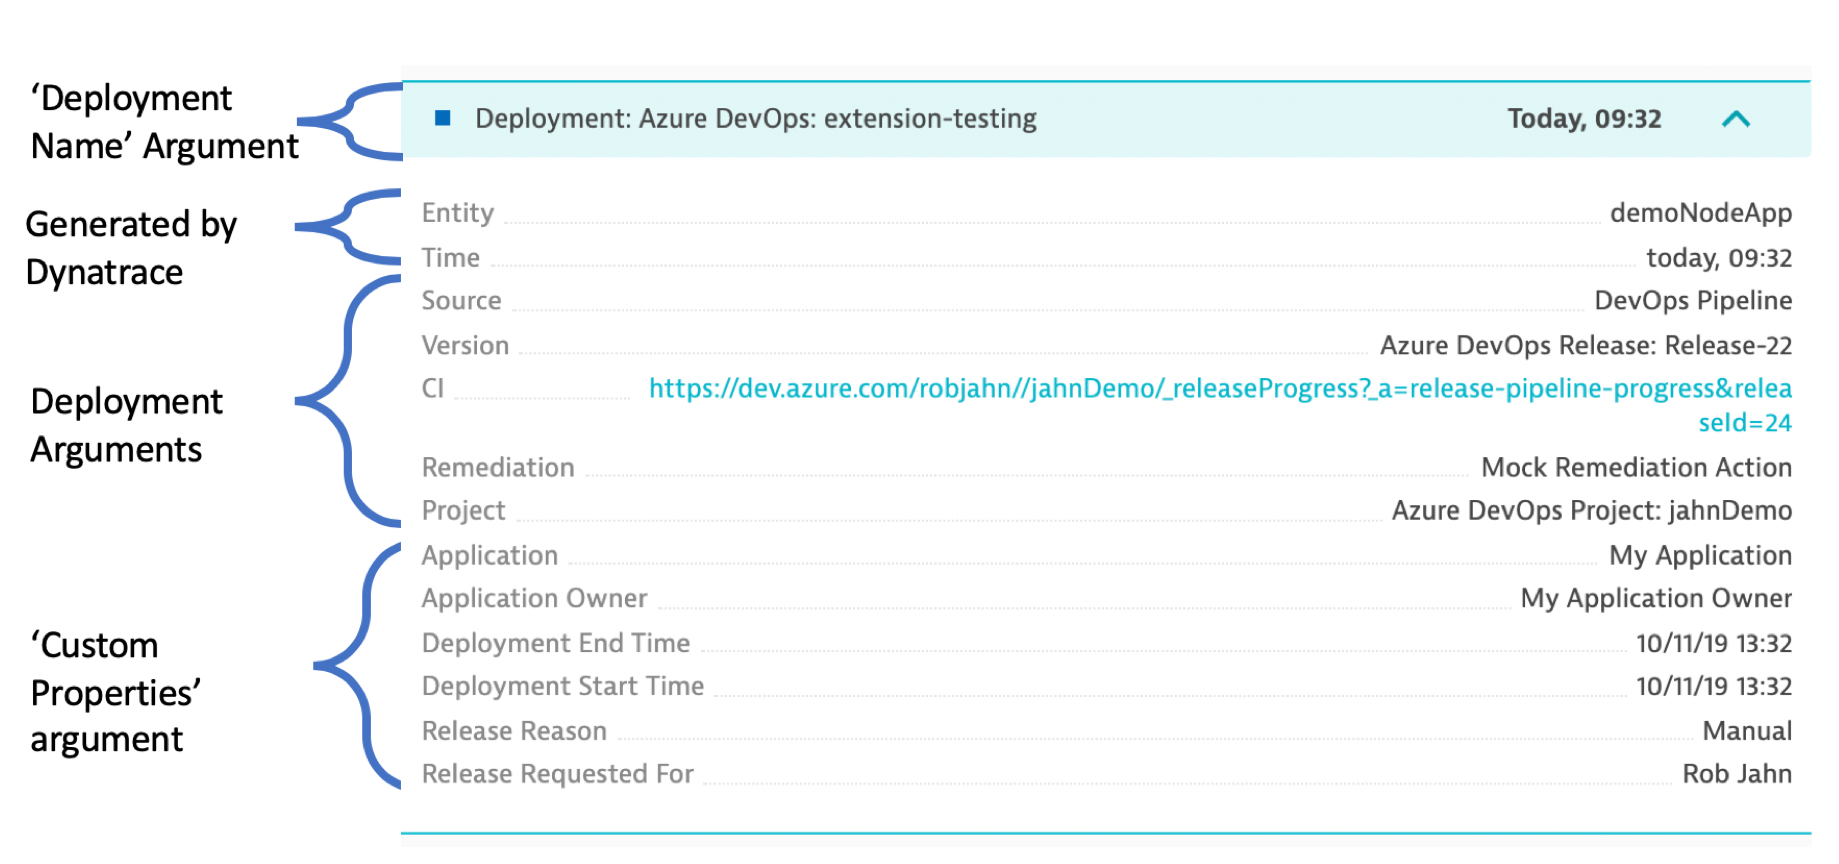 ‘Deployment
Name’ Argument
Deployment: Azure DevOps: extension-testing Today, 09:32
Generated by
Dynatrace
Entity demoNodeApp
Time today, 09:32
Deployment
Arguments
Source DevOps Pipeline
Version Azure DevOps Release: Release-22
CI https://dev.azure.com/robjahn//jahnDemo/_releaseProgress?_a=release-pipeline-progress&relea
seId=24
Remediation Mock Remediation Action
Project Azure DevOps Project: jahnDemo
‘Custom
Properties’
argument
Application My Application
Application Owner My Application Owner
Deployment End Time 10/11/19 13:32
Deployment Start Time 10/11/19 13:32
Release Reason Manual
Release Requested For Rob Jahn